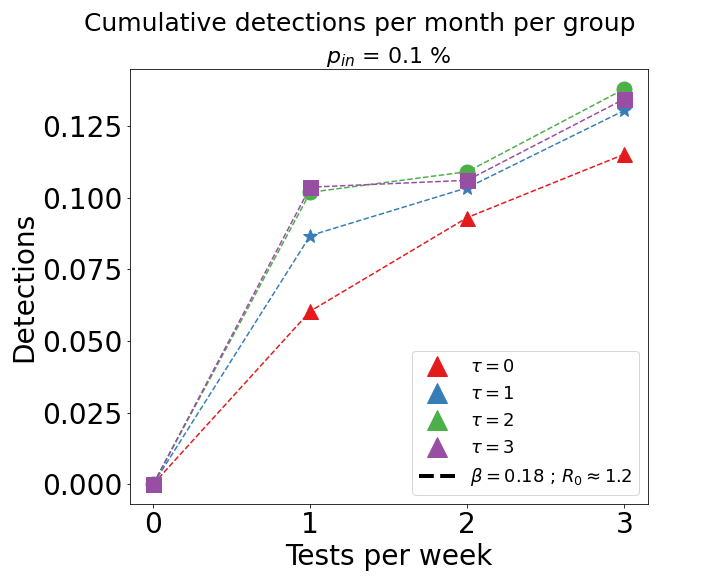 Cumulative detections per month per group
p_in = 0.1 %
Detections
0.125
0.100
0.075
0.050
0.025
0.000
τ = 0
τ = 1
τ = 2
τ = 3
β = 0.18 ; R₀ ≈ 1.2
0 1 2 3
Tests per week